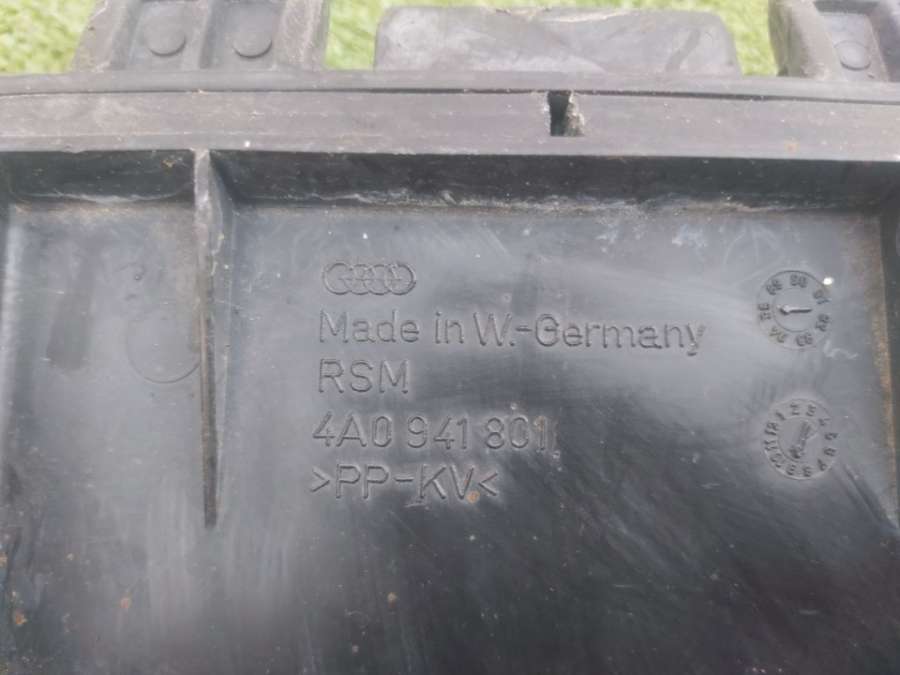 Made in W.-Germany
RSM
4A0 941 801
>PP-KV<